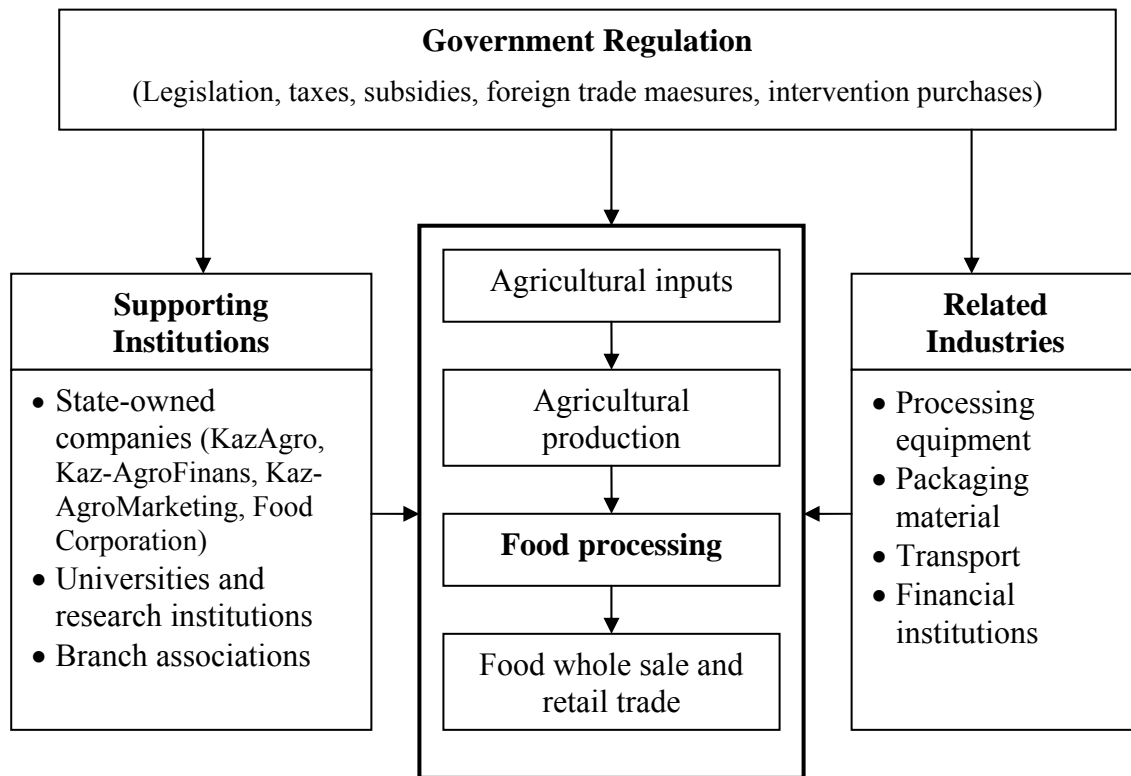 Government Regulation
(Legislation, taxes, subsidies, foreign trade maesures, intervention purchases)
Supporting
Institutions
• State-owned
companies (KazAgro,
Kaz-AgroFinans, Kaz-
AgroMarketing, Food
Corporation)
• Universities and
research institutions
• Branch associations
Agricultural inputs
Agricultural
production
Food processing
Food whole sale and
retail trade
Related
Industries
• Processing
equipment
• Packaging
material
• Transport
• Financial
institutions